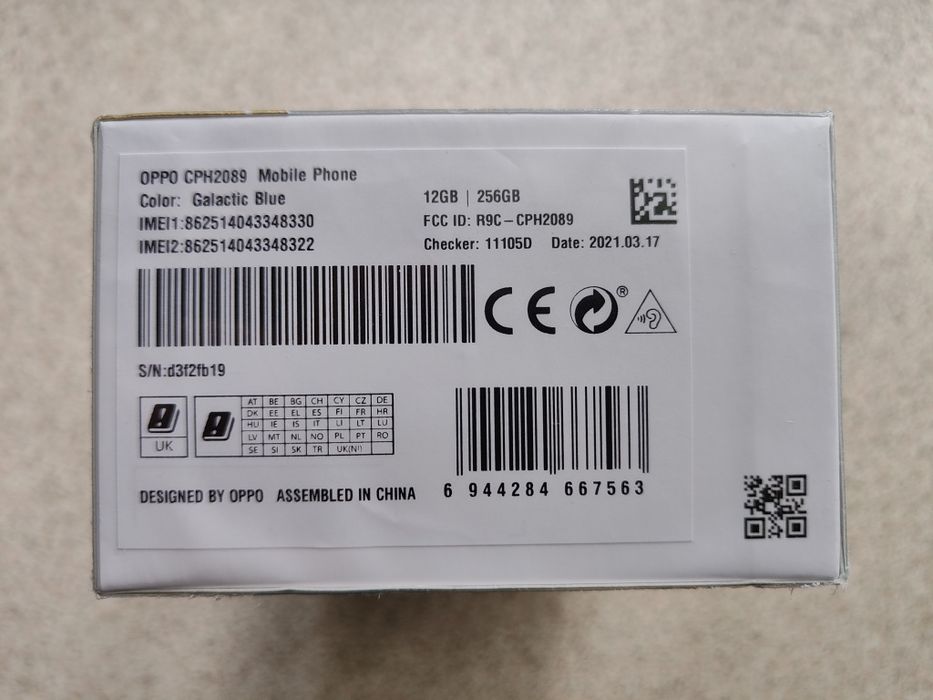 OPPO CPH2089 Mobile Phone
Color: Galactic Blue
IMEI1:862514043348330
IMEI2:862514043348322
12GB | 256GB
FCC ID: R9C-CPH2089
Checker: 11105D Date: 2021.03.17
CE
®
S/N:d3f2fb19
UK
AT BE BG CH CY CZ DE
DK EE EL ES FI FR HR
HU IE IS IT LI LT LU
LV MT NL NO PL PT RO
SE SI SK TR UK(NI)
6 944284 667563
DESIGNED BY OPPO ASSEMBLED IN CHINA